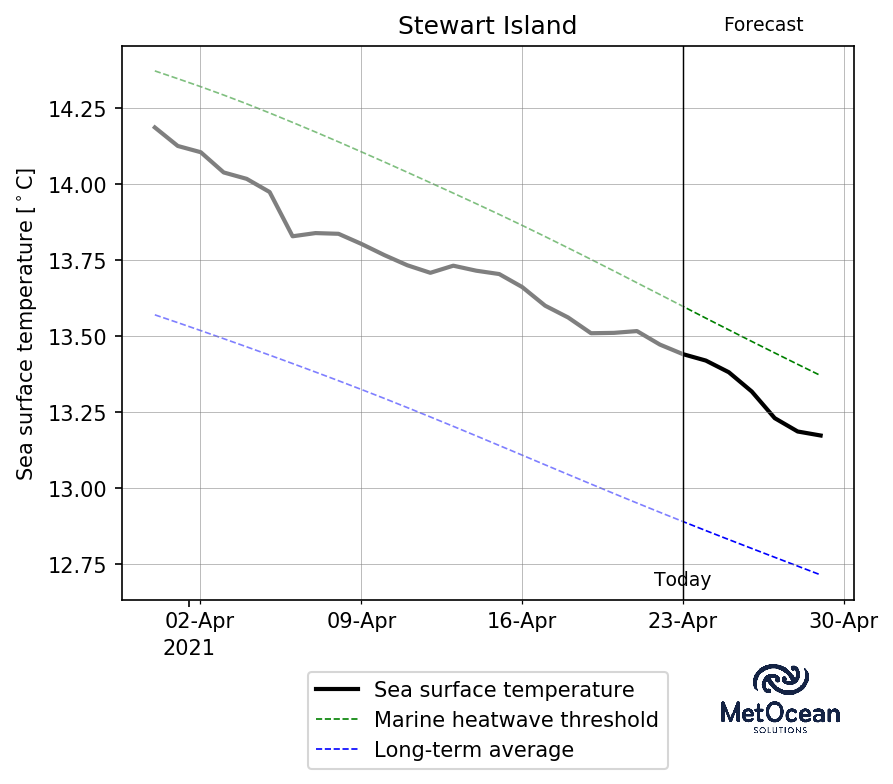 Stewart Island
Forecast
Sea surface temperature [°C]
14.25
14.00
13.75
13.50
13.25
13.00
12.75
Today
02-Apr
09-Apr
16-Apr
23-Apr
30-Apr
2021
Sea surface temperature
Marine heatwave threshold
Long-term average
MetOcean
SOLUTIONS